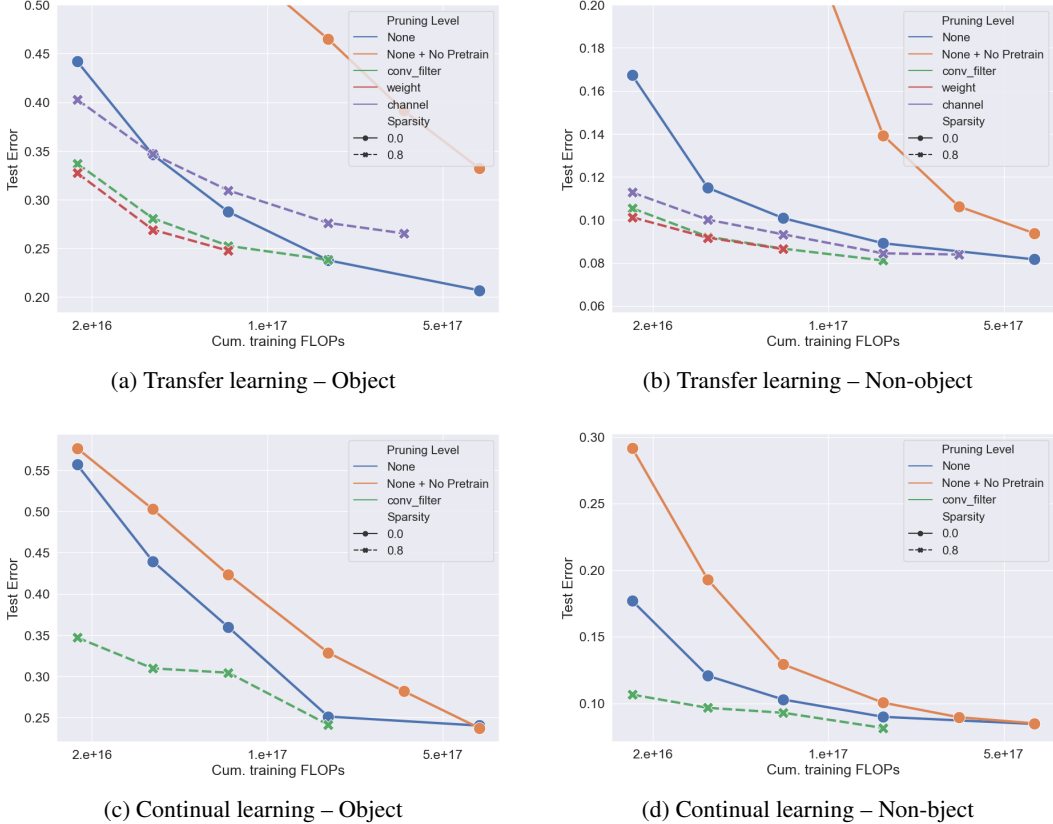 0.50
0.45
0.40
0.35
0.30
0.25
0.20
Test Error
Pruning Level
None
None + No Pretrain
conv_filter
weight
channel
Sparsity
0.0
0.8
2.e+16
1.e+17
5.e+17
Cum. training FLOPs
(a) Transfer learning – Object
0.20
0.18
0.16
0.14
0.12
0.10
0.08
0.06
Test Error
Pruning Level
None
None + No Pretrain
conv_filter
weight
channel
Sparsity
0.0
0.8
2.e+16
1.e+17
5.e+17
Cum. training FLOPs
(b) Transfer learning – Non-object
0.55
0.50
0.45
0.40
0.35
0.30
0.25
Test Error
Pruning Level
None
None + No Pretrain
conv_filter
Sparsity
0.0
0.8
2.e+16
1.e+17
5.e+17
Cum. training FLOPs
(c) Continual learning – Object
0.30
0.25
0.20
0.15
0.10
Test Error
Pruning Level
None
None + No Pretrain
conv_filter
Sparsity
0.0
0.8
2.e+16
1.e+17
5.e+17
Cum. training FLOPs
(d) Continual learning – Non-bject